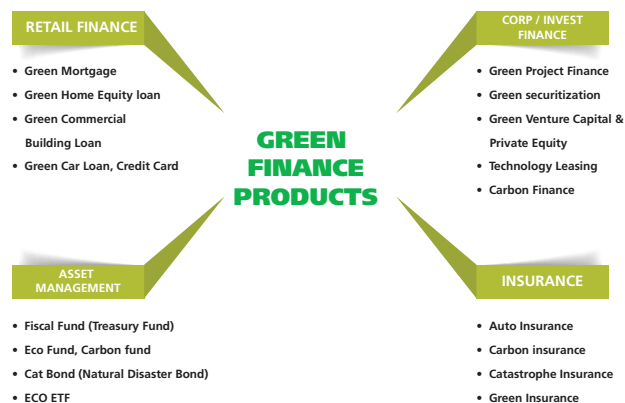 RETAIL FINANCE
• Green Mortgage
• Green Home Equity loan
• Green Commercial
Building Loan
• Green Car Loan, Credit Card
CORP / INVEST
FINANCE
• Green Project Finance
• Green securitization
• Green Venture Capital &
Private Equity
• Technology Leasing
• Carbon Finance
GREEN
FINANCE
PRODUCTS
ASSET
MANAGEMENT
• Fiscal Fund (Treasury Fund)
• Eco Fund, Carbon fund
• Cat Bond (Natural Disaster Bond)
• ECO ETF
INSURANCE
• Auto Insurance
• Carbon insurance
• Catastrophe Insurance
• Green Insurance